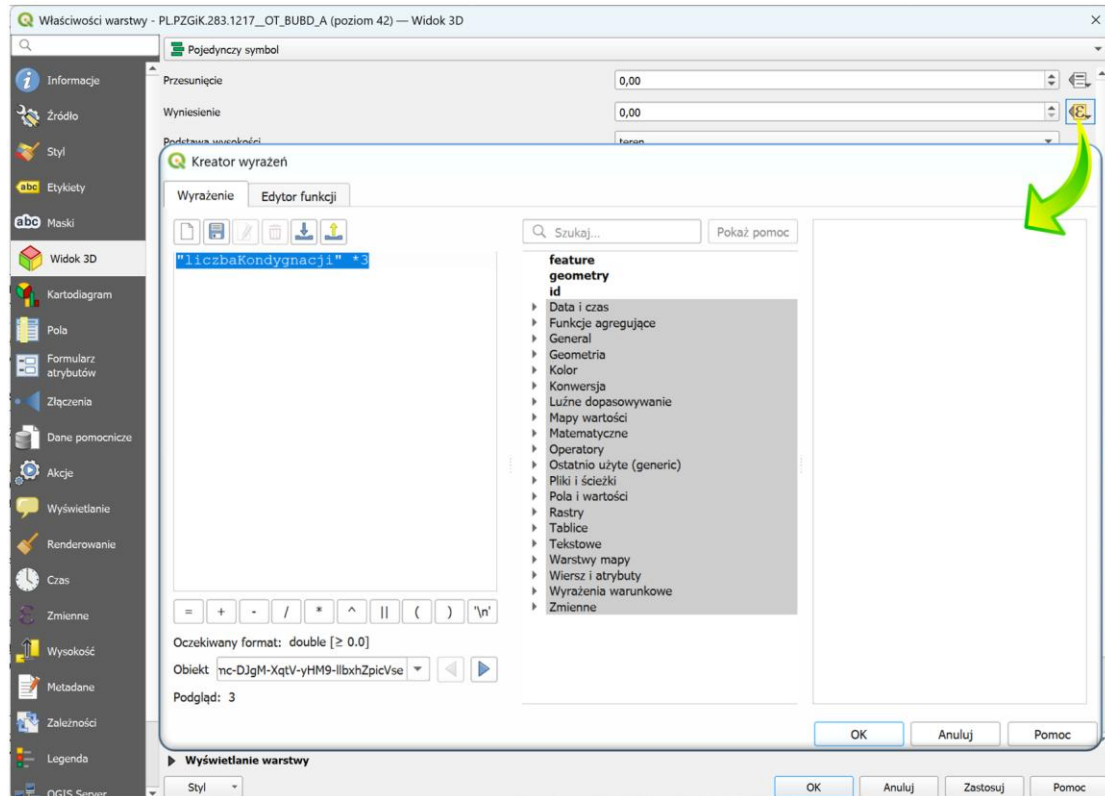 Właściwości warstwy - PL.PZGiK.283.1217__OT_BUBD_A (poziom 42) — Widok 3D
Pojedynczy symbol
Informacje
Źródło
Styl
Etykiety
Maski
Widok 3D
Kartodiagram
Pola
Formularz
atrybutów
Złączenia
Dane pomocnicze
Akcje
Wyświetlanie
Renderowanie
Czas
Zmienne
Wysokość
Metadane
Zależności
Legenda
QGIS Server
Przesunięcie 0,00
Wyniesienie 0,00
Podstawa wysokości teren
Kreator wyrażeń
Wyrażenie Edytor funkcji
"liczbaKondygnacji" *3
= + - / * ^ || ( ) '\n'
Oczekiwany format: double [≥ 0.0]
Obiekt
Podgląd: 3
Szukaj... Pokaż pomoc
feature
geometry
id
Data i czas
Funkcje agregujące
General
Geometria
Kolor
Konwersja
Luźne dopasowywanie
Mapy wartości
Matematyczne
Operatory
Ostatnio użyte (generic)
Pliki i ścieżki
Pola i wartości
Rastry
Tablice
Tekstowe
Warstwy mapy
Wiersz i atrybuty
Wyrażenia warunkowe
Zmienne
OK Anuluj Pomoc
Wyświetlanie warstwy
Styl OK Anuluj Zastosuj Pomoc